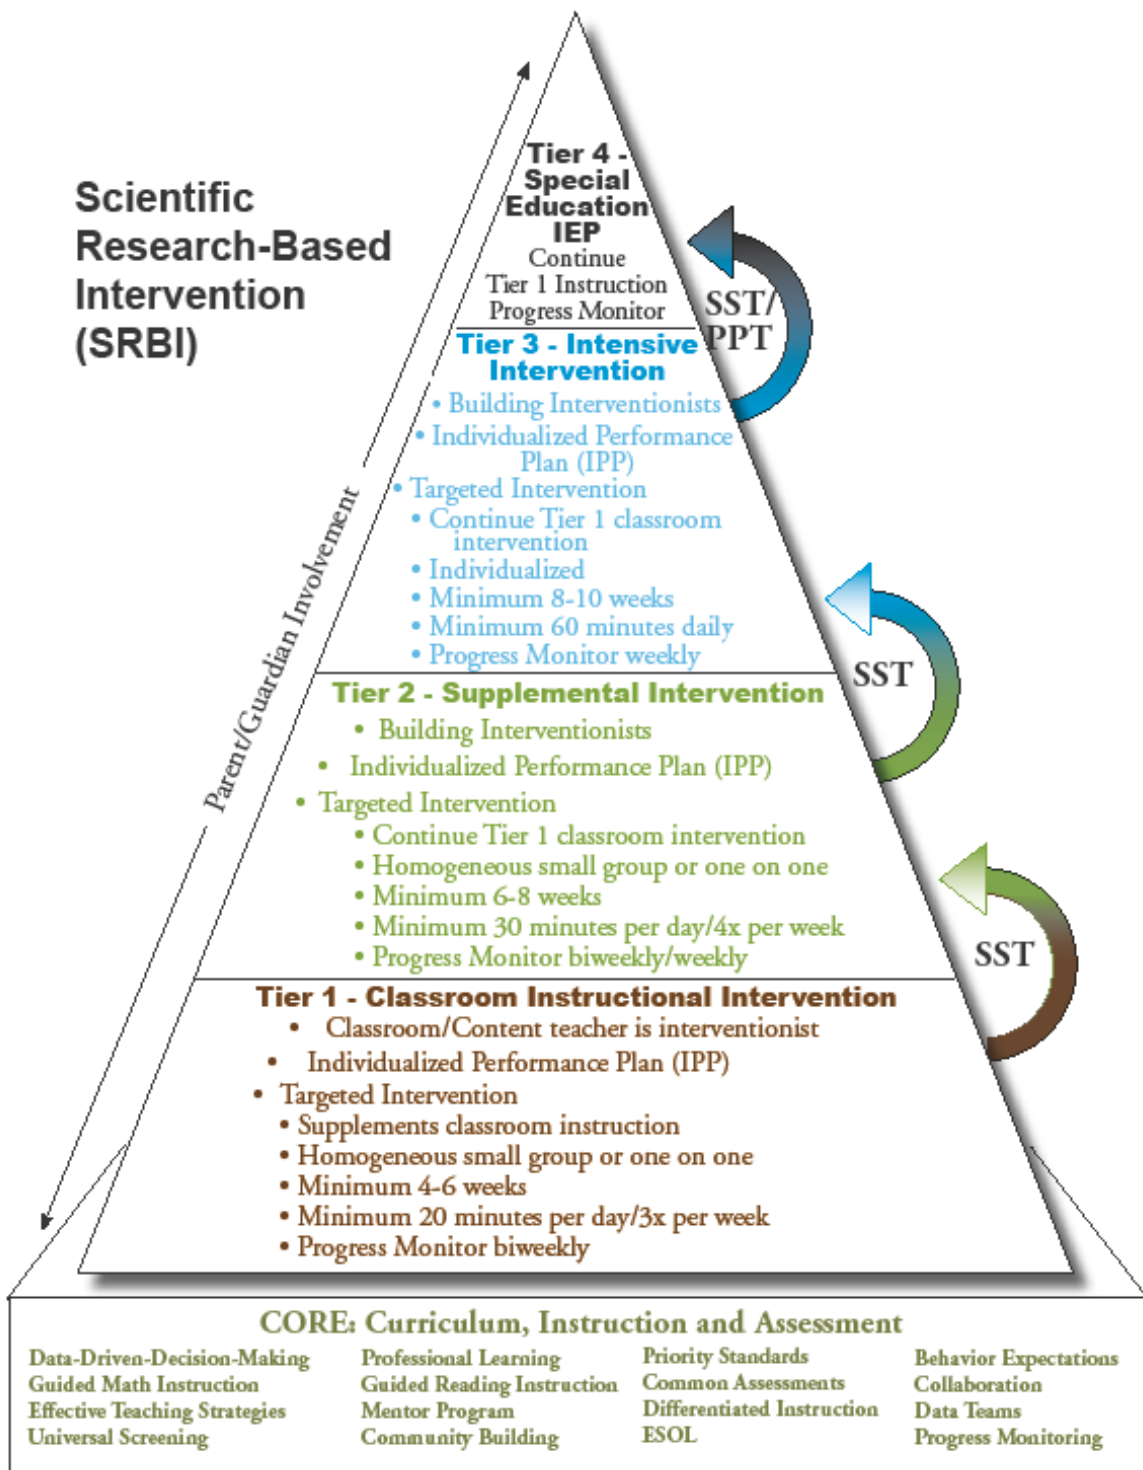 Scientific
Research-Based
Intervention
(SRBI)
Parent/Guardian Involvement
Tier 4 -
Special
Education
IEP
Continue
Tier 1 Instruction
Progress Monitor
SST/
PPT
Tier 3 - Intensive
Intervention
• Building Interventionists
• Individualized Performance
Plan (IPP)
• Targeted Intervention
• Continue Tier 1 classroom
intervention
• Individualized
• Minimum 8-10 weeks
• Minimum 60 minutes daily
• Progress Monitor weekly
SST
Tier 2 - Supplemental Intervention
• Building Interventionists
• Individualized Performance Plan (IPP)
• Targeted Intervention
• Continue Tier 1 classroom intervention
• Homogeneous small group or one on one
• Minimum 6-8 weeks
• Minimum 30 minutes per day/4x per week
• Progress Monitor biweekly/weekly
SST
Tier 1 - Classroom Instructional Intervention
• Classroom/Content teacher is interventionist
• Individualized Performance Plan (IPP)
• Targeted Intervention
• Supplements classroom instruction
• Homogeneous small group or one on one
• Minimum 4-6 weeks
• Minimum 20 minutes per day/3x per week
• Progress Monitor biweekly
CORE: Curriculum, Instruction and Assessment
Data-Driven-Decision-Making
Guided Math Instruction
Effective Teaching Strategies
Universal Screening
Professional Learning
Guided Reading Instruction
Mentor Program
Community Building
Priority Standards
Common Assessments
Differentiated Instruction
ESOL
Behavior Expectations
Collaboration
Data Teams
Progress Monitoring